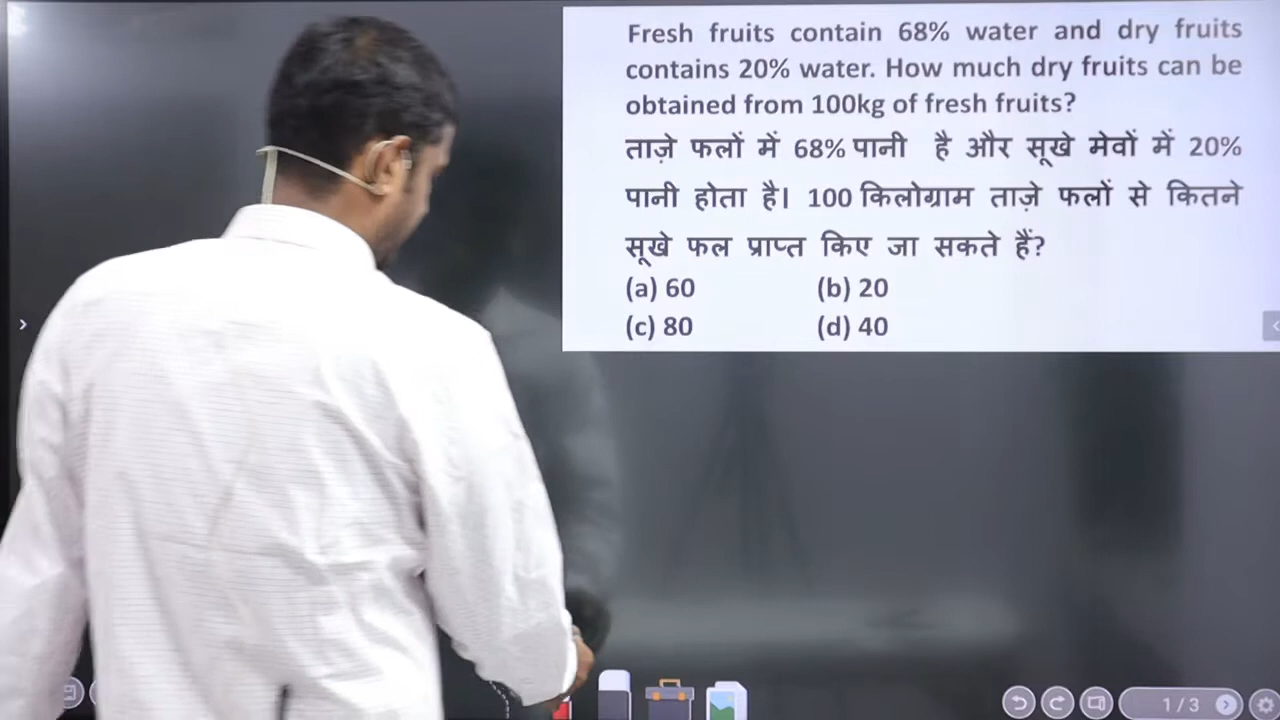 Fresh fruits contain 68% water and dry fruits
contains 20% water. How much dry fruits can be
obtained from 100kg of fresh fruits?
ताज़े फलों में 68% पानी है और सूखे मेवों में 20%
पानी होता है। 100 किलोग्राम ताज़े फलों से कितने
सूखे फल प्राप्त किए जा सकते हैं?
(a) 60 (b) 20
(c) 80 (d) 40
1 / 3